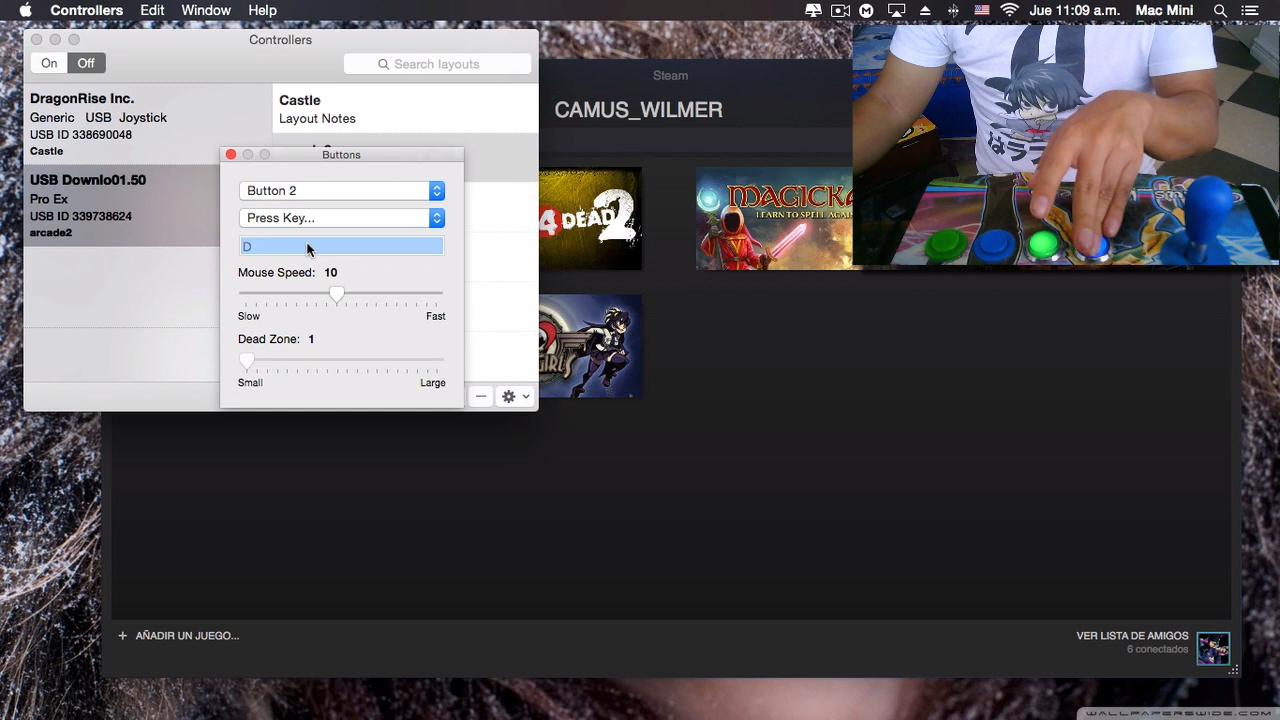 Controllers Edit Window Help
Jue 11:09 a.m. Mac Mini
Controllers
On Off
Search layouts
DragonRise Inc.
Generic USB Joystick
USB ID 338690048
Castle
USB Downlo01.50
Pro Ex
USB ID 339738624
arcade2
Castle
Layout Notes
Buttons
Button 2
Press Key...
D
Mouse Speed: 10
Slow Fast
Dead Zone: 1
Small Large
Steam
CAMUS_WILMER
4 DEAD 2
MAGICKA
LEARN TO SPELL AGAIN
GIRLS
+ AÑADIR UN JUEGO...
VER LISTA DE AMIGOS
6 conectados
WALLPAPERSWIDE.COM